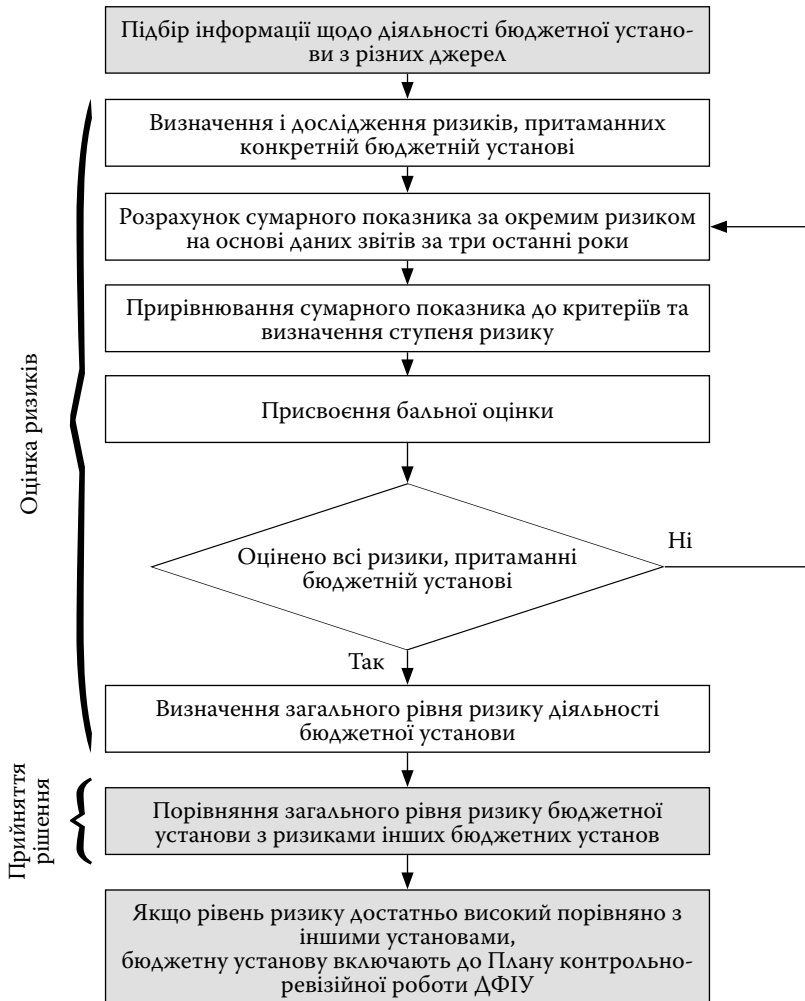 Підбір інформації щодо діяльності бюджетної устано-
ви з різних джерел
Визначення і дослідження ризиків, притаманних
конкретній бюджетній установі
Розрахунок сумарного показника за окремим ризиком
на основі даних звітів за три останні роки
Прирівнювання сумарного показника до критеріїв та
визначення ступеня ризику
Присвоєння бальної оцінки
Оцінка ризиків
Оцінено всі ризики, притаманні
бюджетній установі
Ні
Так
Визначення загального рівня ризику діяльності
бюджетної установи
Прийняття
рішення
Порівняння загального рівня ризику бюджетної
установи з ризиками інших бюджетних установ
Якщо рівень ризику достатньо високий порівняно з
іншими установами,
бюджетну установу включають до Плану контрольно-
ревізійної роботи ДФІУ